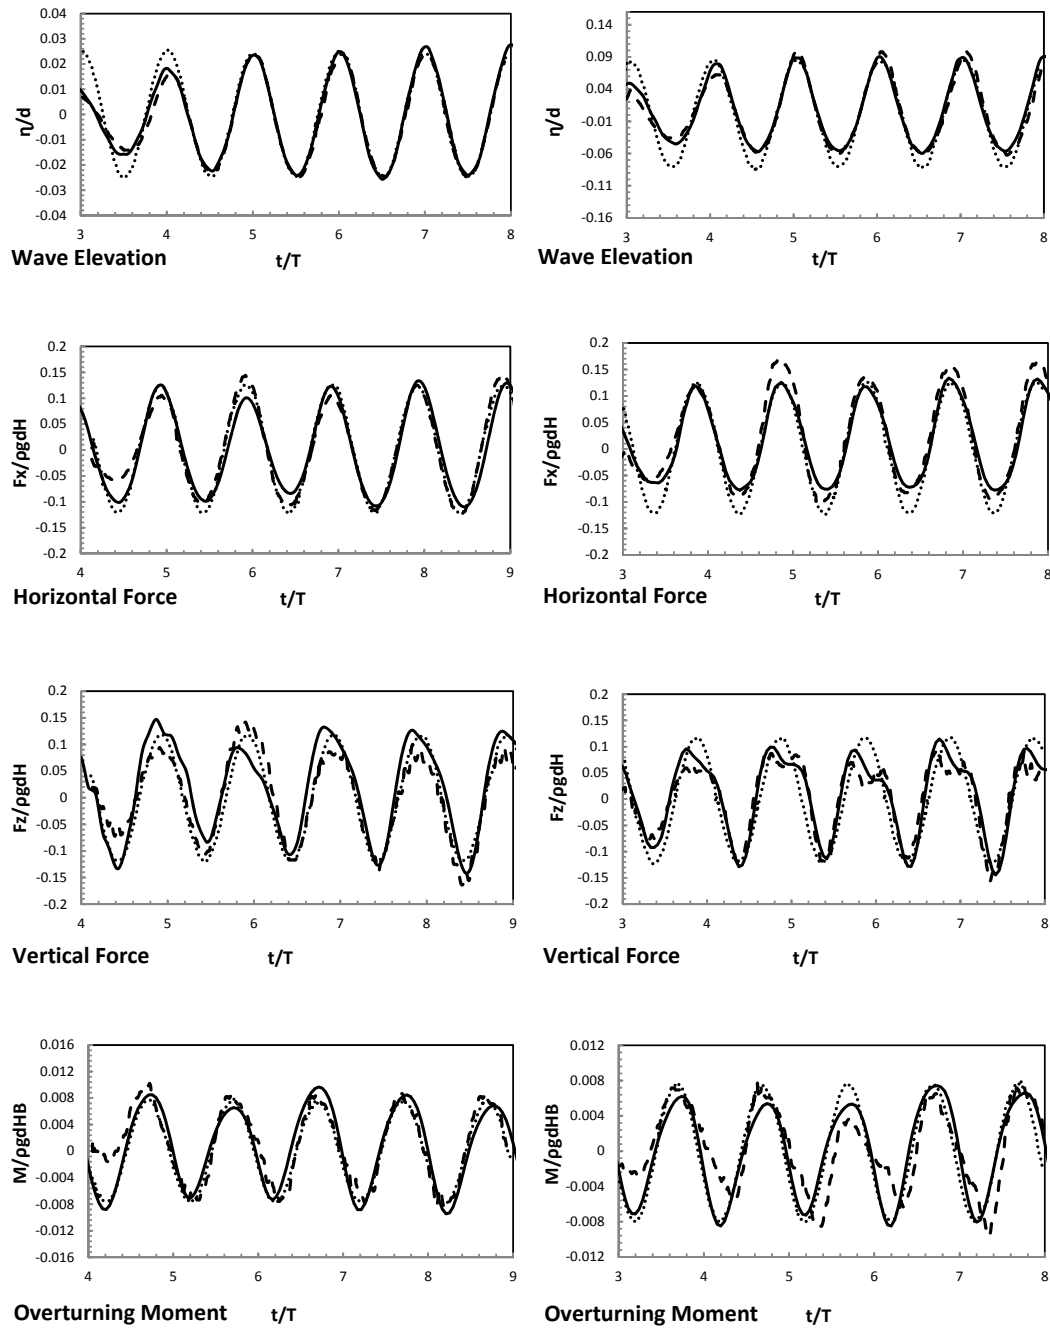 0.04
0.03
0.02
0.01
0
-0.01
-0.02
-0.03
-0.04
η/d
3 4 5 6 7 8
Wave Elevation t/T
0.14
0.09
0.04
-0.01
-0.06
-0.11
-0.16
η/d
3 4 5 6 7 8
Wave Elevation t/T
0.2
0.15
0.1
0.05
0
-0.05
-0.1
-0.15
-0.2
Fx/ρgdH
4 5 6 7 8 9
Horizontal Force t/T
0.2
0.15
0.1
0.05
0
-0.05
-0.1
-0.15
-0.2
Fx/ρgdH
3 4 5 6 7 8
Horizontal Force t/T
0.2
0.15
0.1
0.05
0
-0.05
-0.1
-0.15
-0.2
Fz/ρgdH
4 5 6 7 8 9
Vertical Force t/T
0.2
0.15
0.1
0.05
0
-0.05
-0.1
-0.15
-0.2
Fz/ρgdH
3 4 5 6 7 8
Vertical Force t/T
0.016
0.012
0.008
0.004
0
-0.004
-0.008
-0.012
-0.016
M/ρgdHB
4 5 6 7 8 9
Overturning Moment t/T
0.012
0.008
0.004
0
-0.004
-0.008
-0.012
M/ρgdHB
3 4 5 6 7 8
Overturning Moment t/T